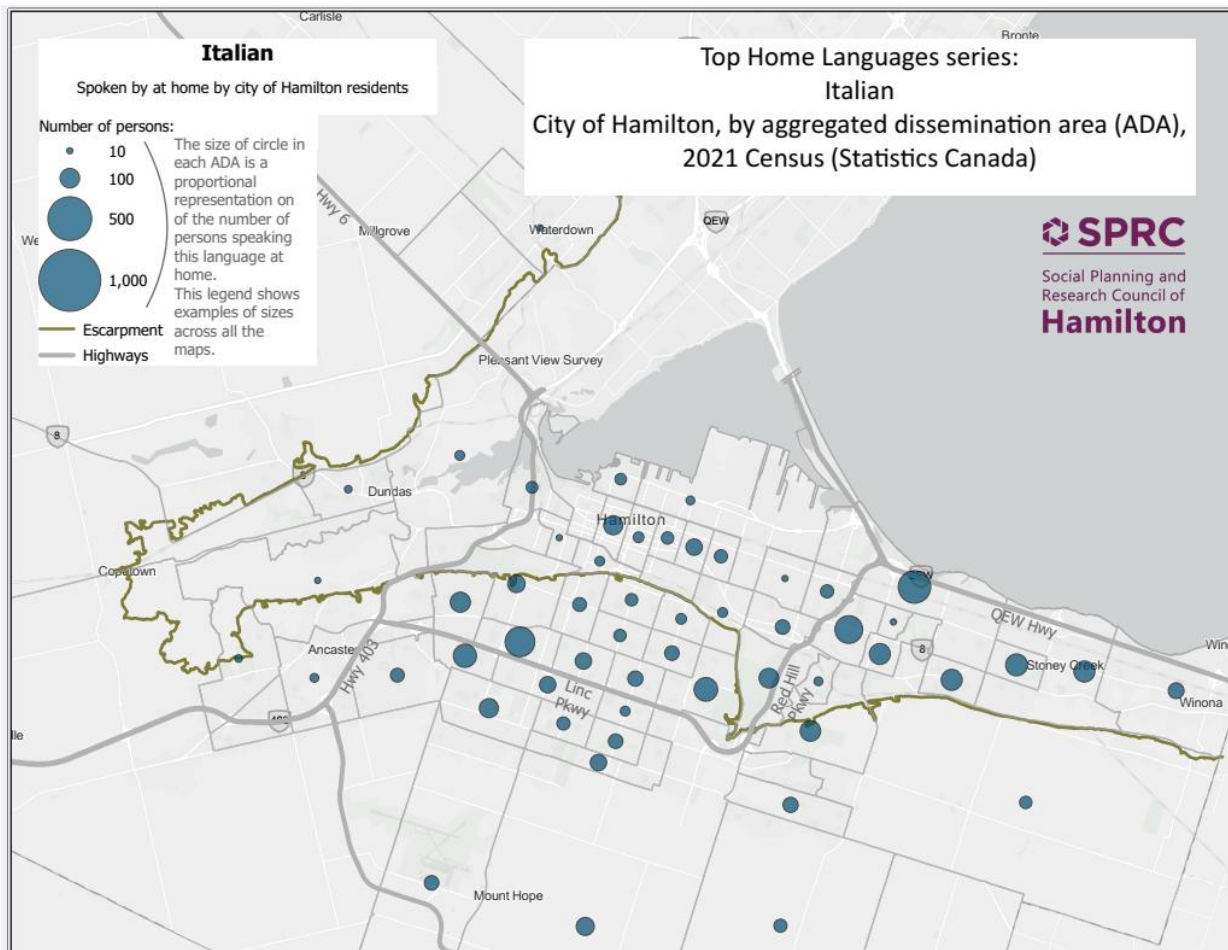 Carlisle
Bronte
Italian
Spoken by at home by city of Hamilton residents
Number of persons:
10
100
500
1,000
The size of circle in
each ADA is a
proportional
representation on
of the number of
persons speaking
this language at
home.
This legend shows
examples of sizes
across all the
maps.
Escarpment
Highways
Top Home Languages series:
Italian
City of Hamilton, by aggregated dissemination area (ADA),
2021 Census (Statistics Canada)
SPRC
Social Planning and
Research Council of
Hamilton
Hwy 6
QEW
Millgrove
Waterdown
Pleasant View Survey
8
Dundas
Hamilton
Copetown
QEW Hwy
Ancaster
Hwy 403
Linc
Pkwy
Red Hill
Pkwy
8
Stoney Creek
Winona
Mount Hope